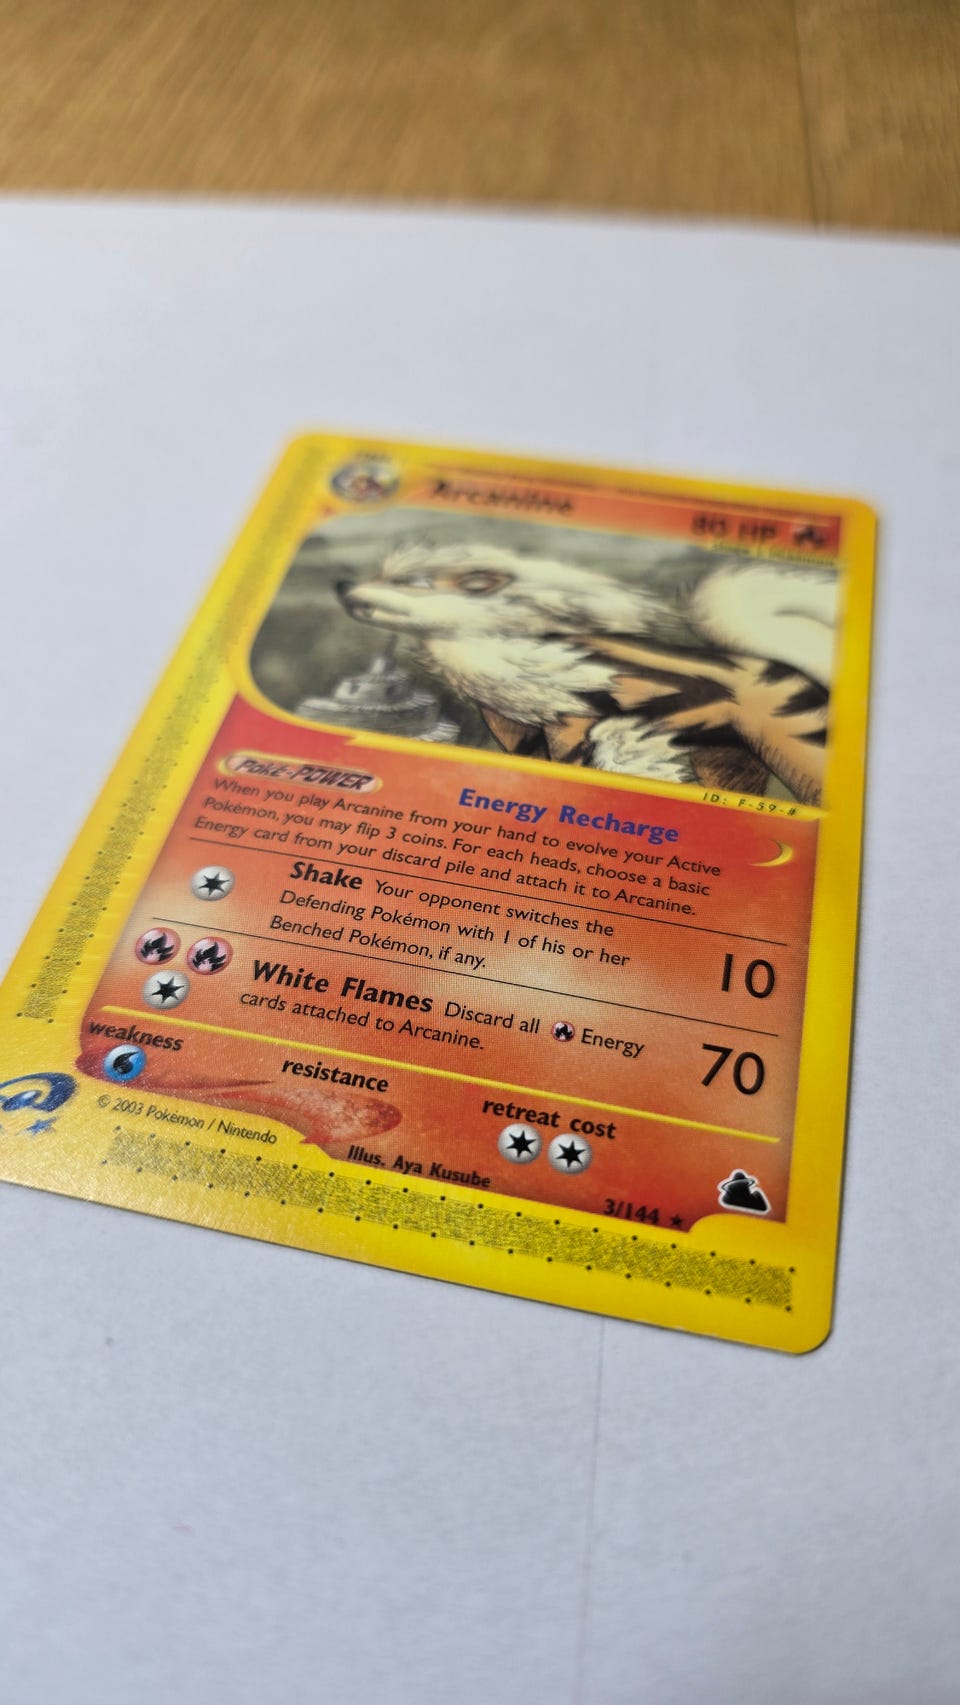 Arcanine
80 HP
ID: F-59-#
Poké-POWER
Energy Recharge
When you play Arcanine from your hand to evolve your Active
Pokémon, you may flip 3 coins. For each heads, choose a basic
Energy card from your discard pile and attach it to Arcanine.
Shake Your opponent switches the
Defending Pokémon with 1 of his or her
Benched Pokémon, if any.
10
White Flames Discard all Energy
cards attached to Arcanine.
70
weakness
resistance
retreat cost
© 2003 Pokémon / Nintendo
Illus. Aya Kusube
3/144 ★